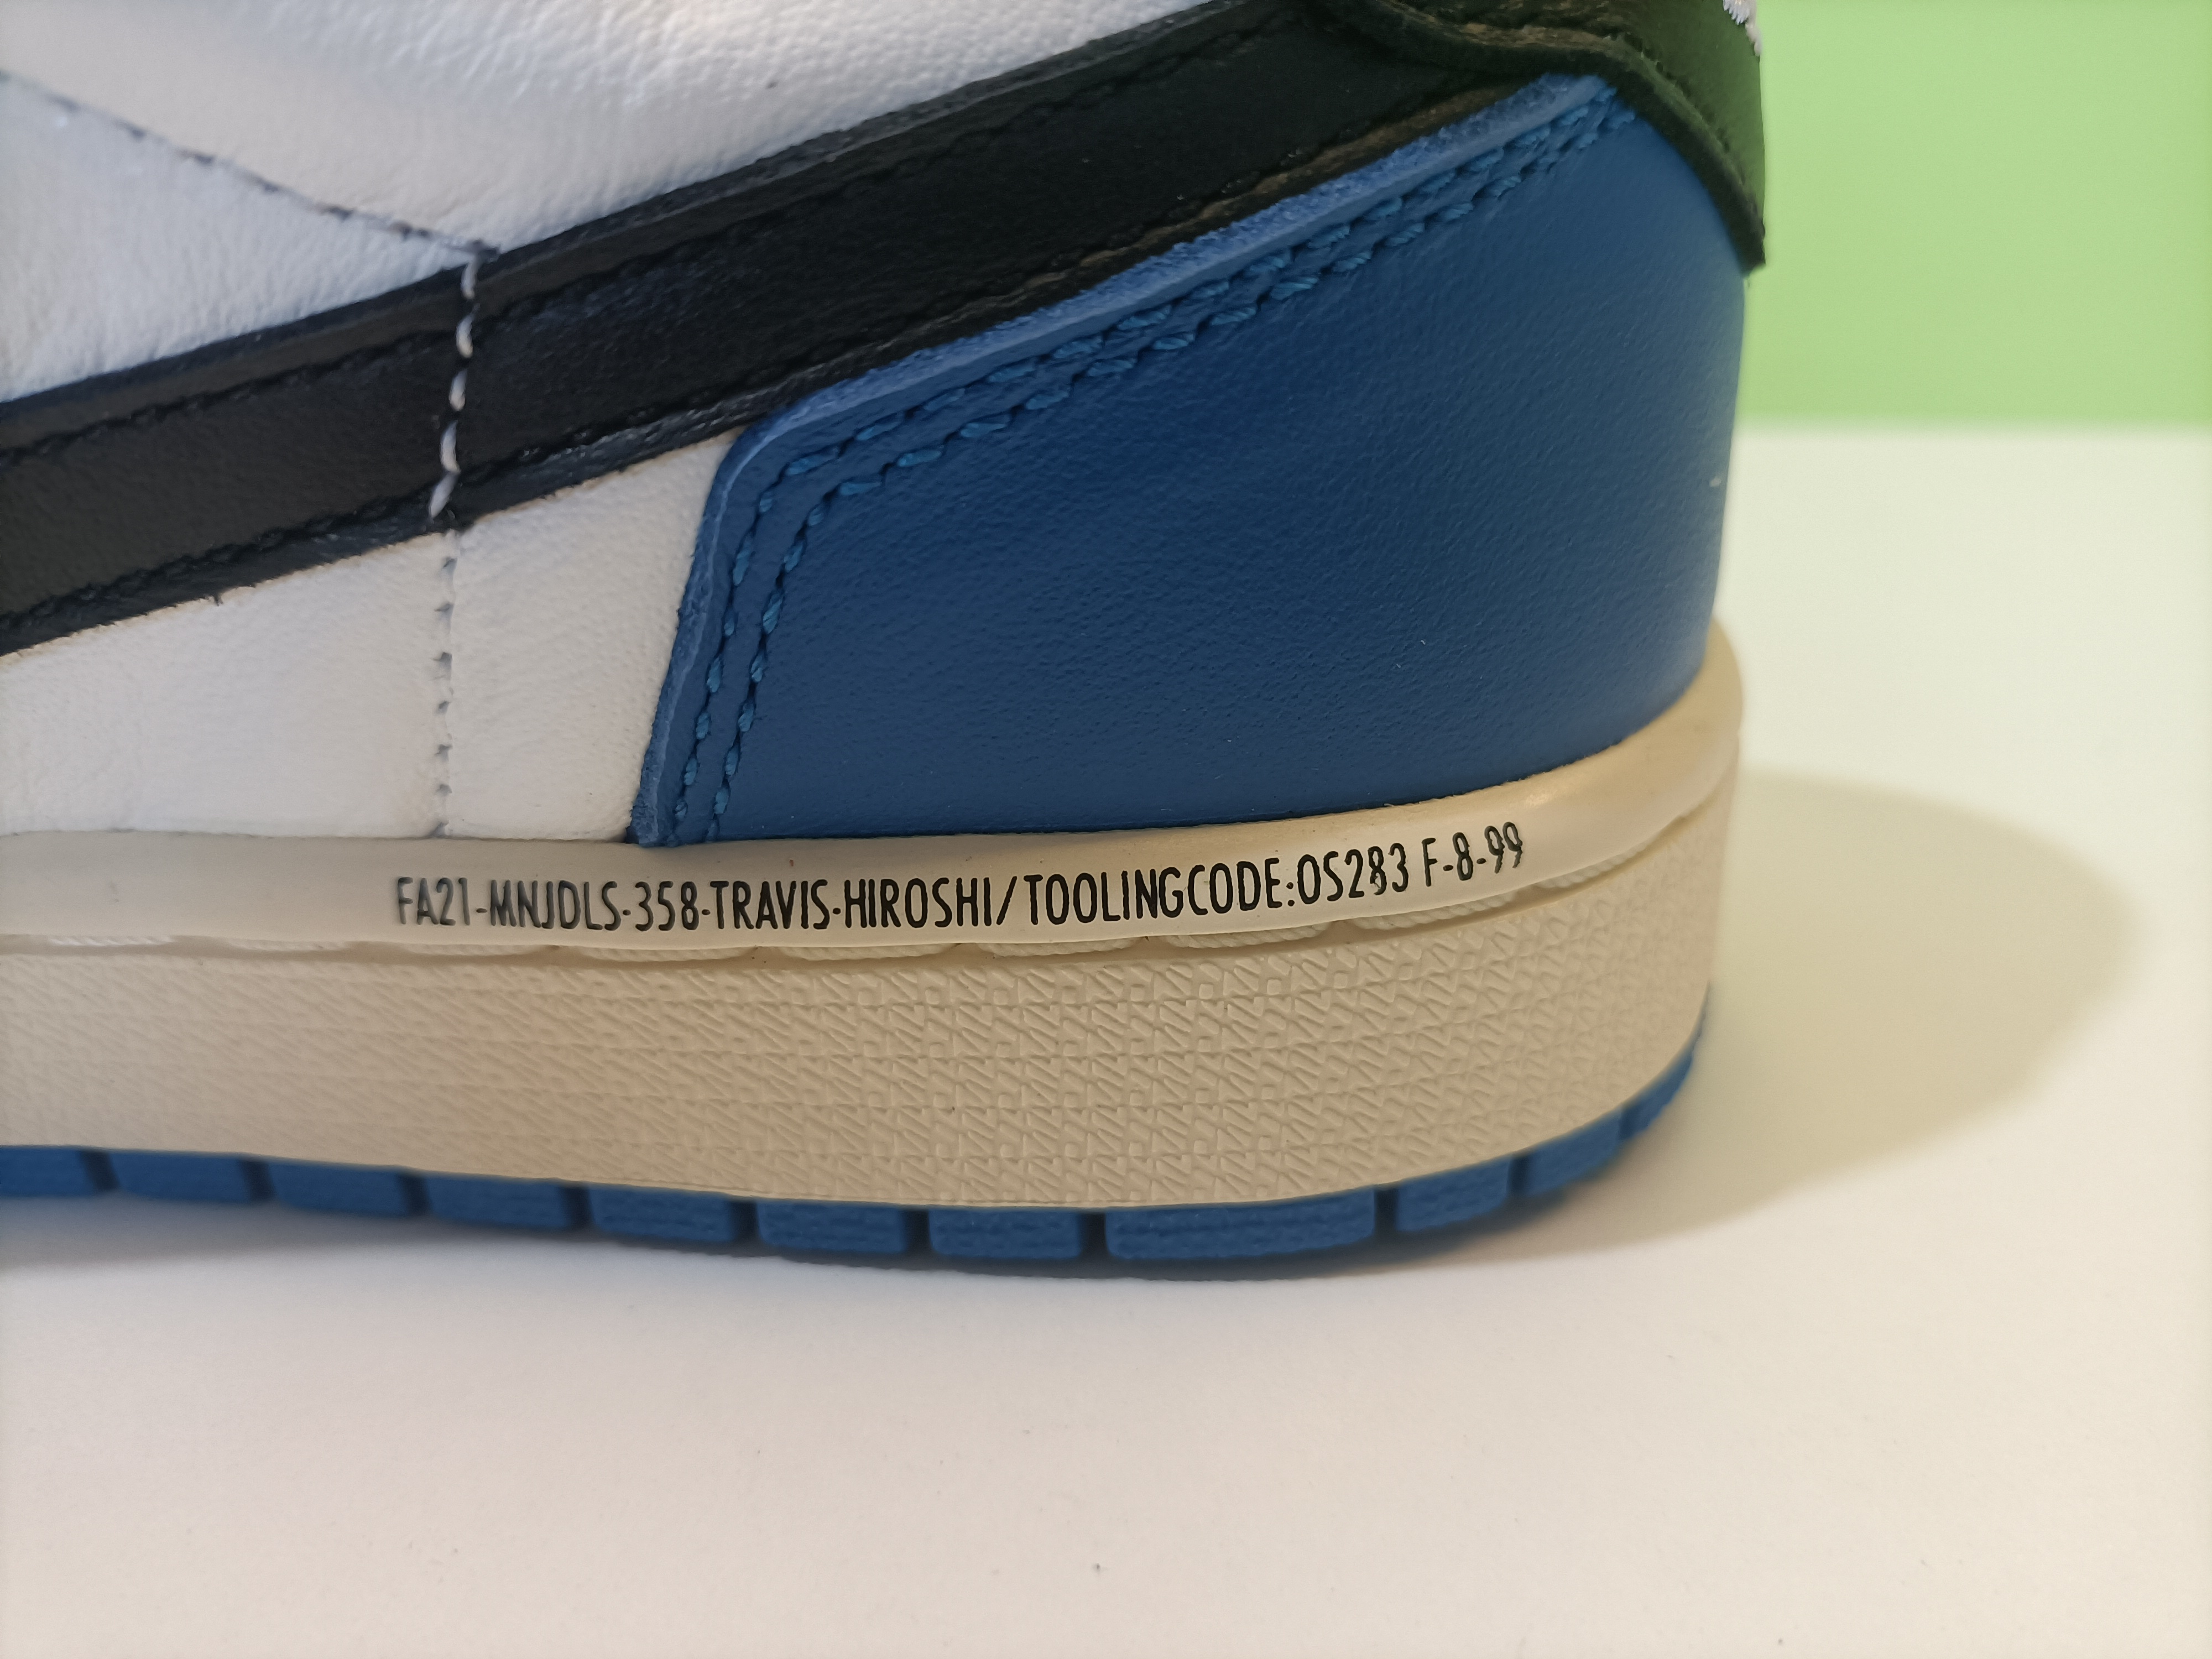 FA21-MNJDLS-358-TRAVIS-HIROSHI/TOOLINGCODE:OS283 F-8-99